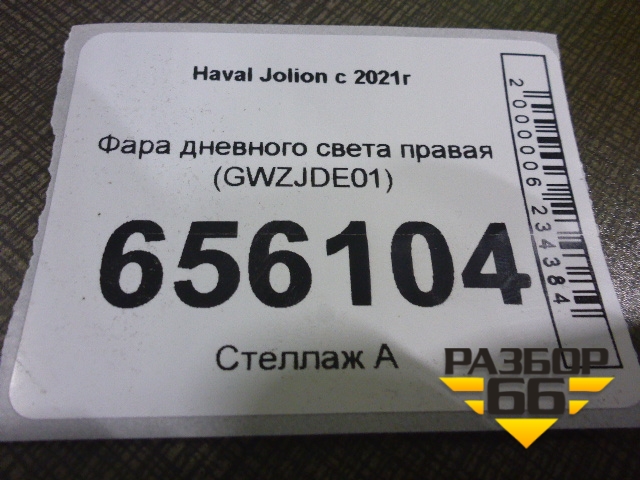 Haval Jolion с 2021г
Фара дневного света правая
(GWZJDE01)
656104
Стеллаж А
2000006234384
РАЗБОР
66